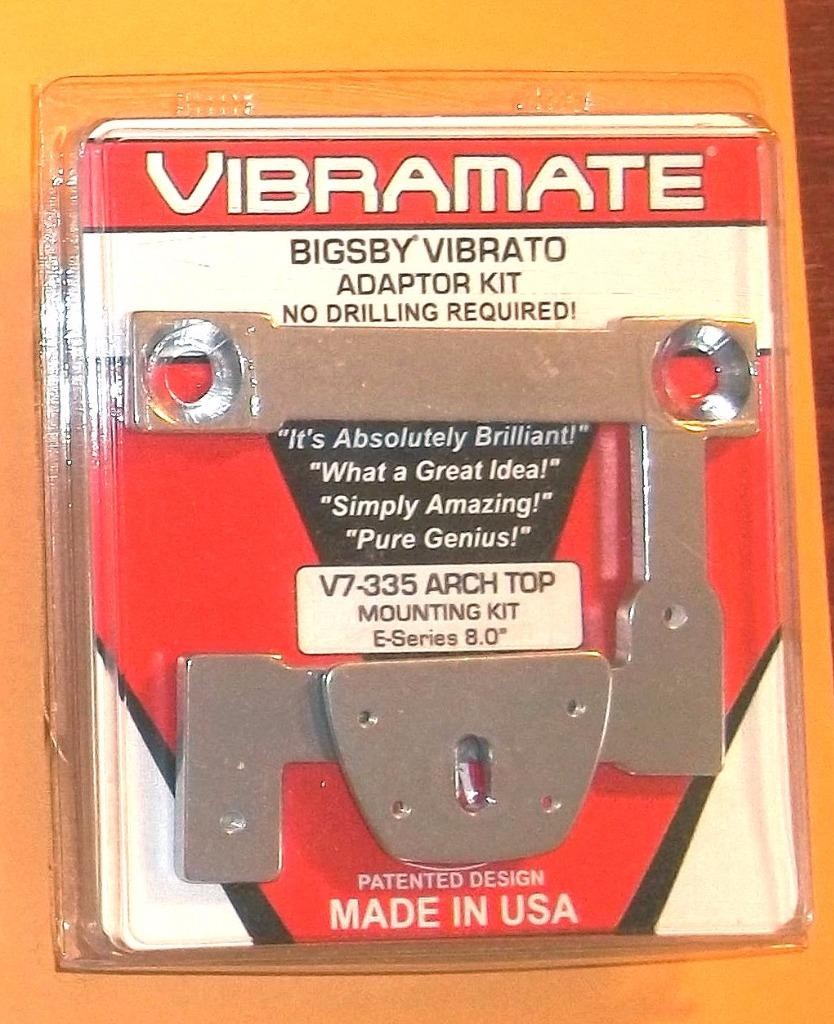 VIBRAMATE®
BIGSBY® VIBRATO
ADAPTOR KIT
NO DRILLING REQUIRED!
"It's Absolutely Brilliant!"
"What a Great Idea!"
"Simply Amazing!"
"Pure Genius!"
V7-335 ARCH TOP
MOUNTING KIT
E-Series 8.0"
PATENTED DESIGN
MADE IN USA